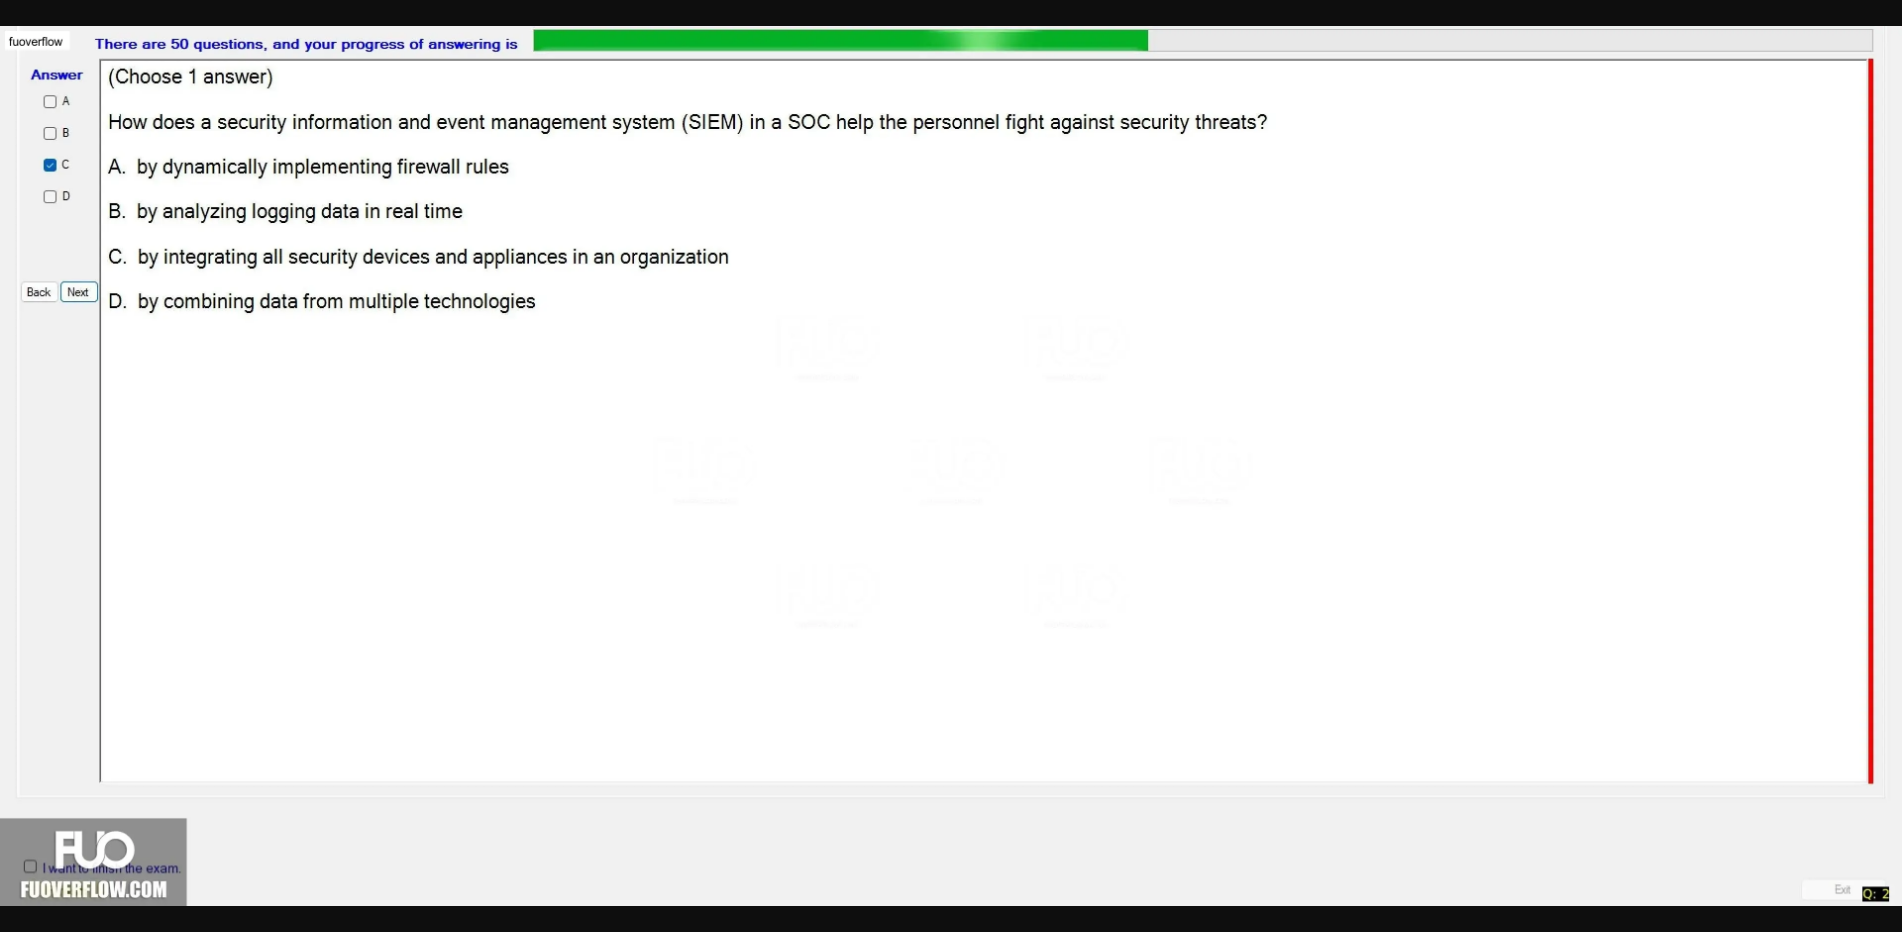 fuoverflow
There are 50 questions, and your progress of answering is
Answer
A
B
C
D
Back Next
(Choose 1 answer)
How does a security information and event management system (SIEM) in a SOC help the personnel fight against security threats?
A. by dynamically implementing firewall rules
B. by analyzing logging data in real time
C. by integrating all security devices and appliances in an organization
D. by combining data from multiple technologies
FUO
I want to finish the exam.
FUOVERFLOW.COM
Exit
Q: 2